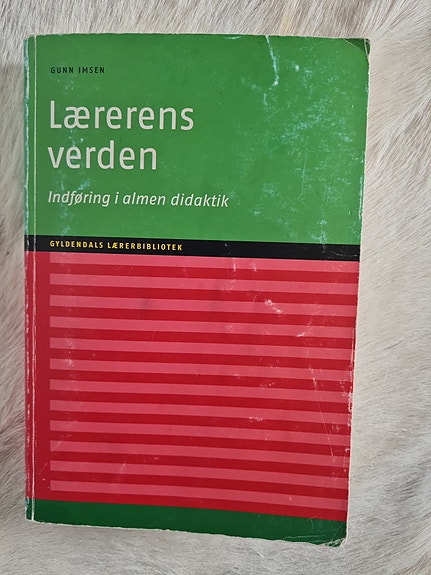 GUNN IMSEN
Lærerens
verden
Indføring i almen didaktik
GYLDENDALS LÆRERBIBLIOTEK